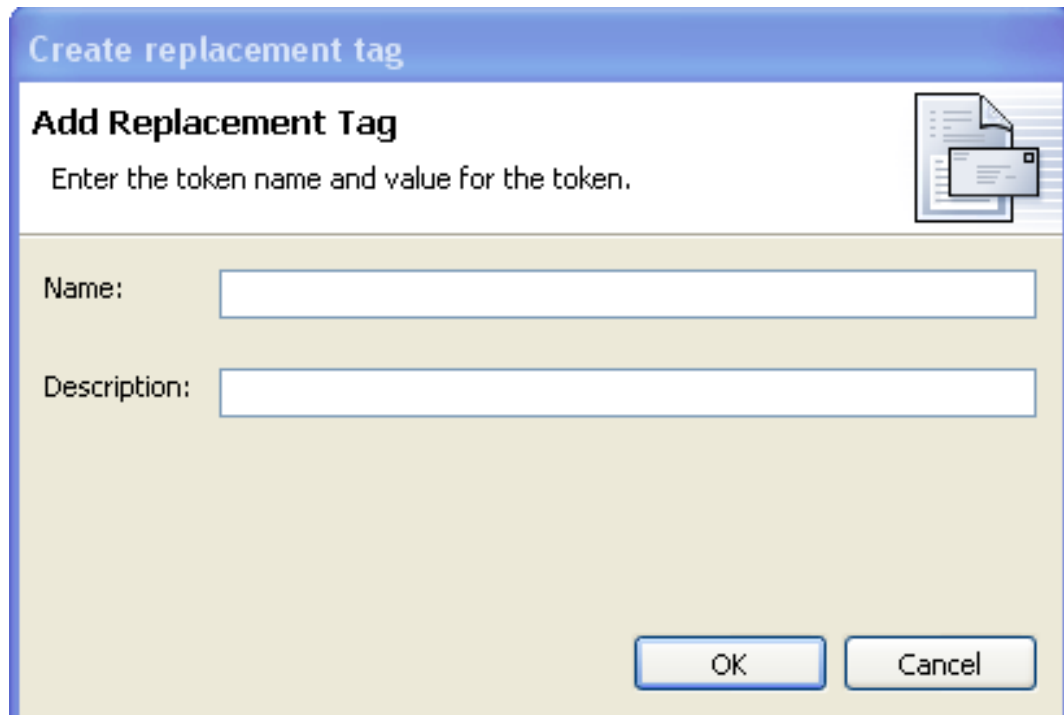 Create replacement tag
Add Replacement Tag
Enter the token name and value for the token.
Name:
Description:
OK Cancel